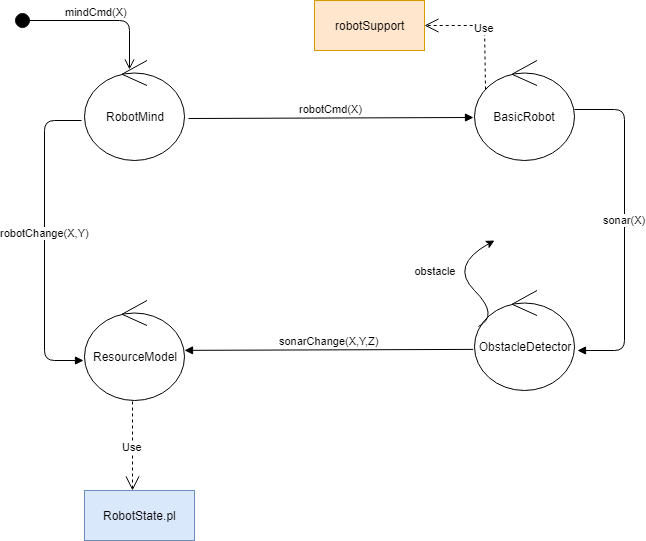 mindCmd(X)
robotSupport
Use
RobotMind
robotCmd(X)
BasicRobot
sonar(X)
robotChange(X,Y)
obstacle
sonarChange(X,Y,Z)
ObstacleDetector
ResourceModel
Use
RobotState.pl